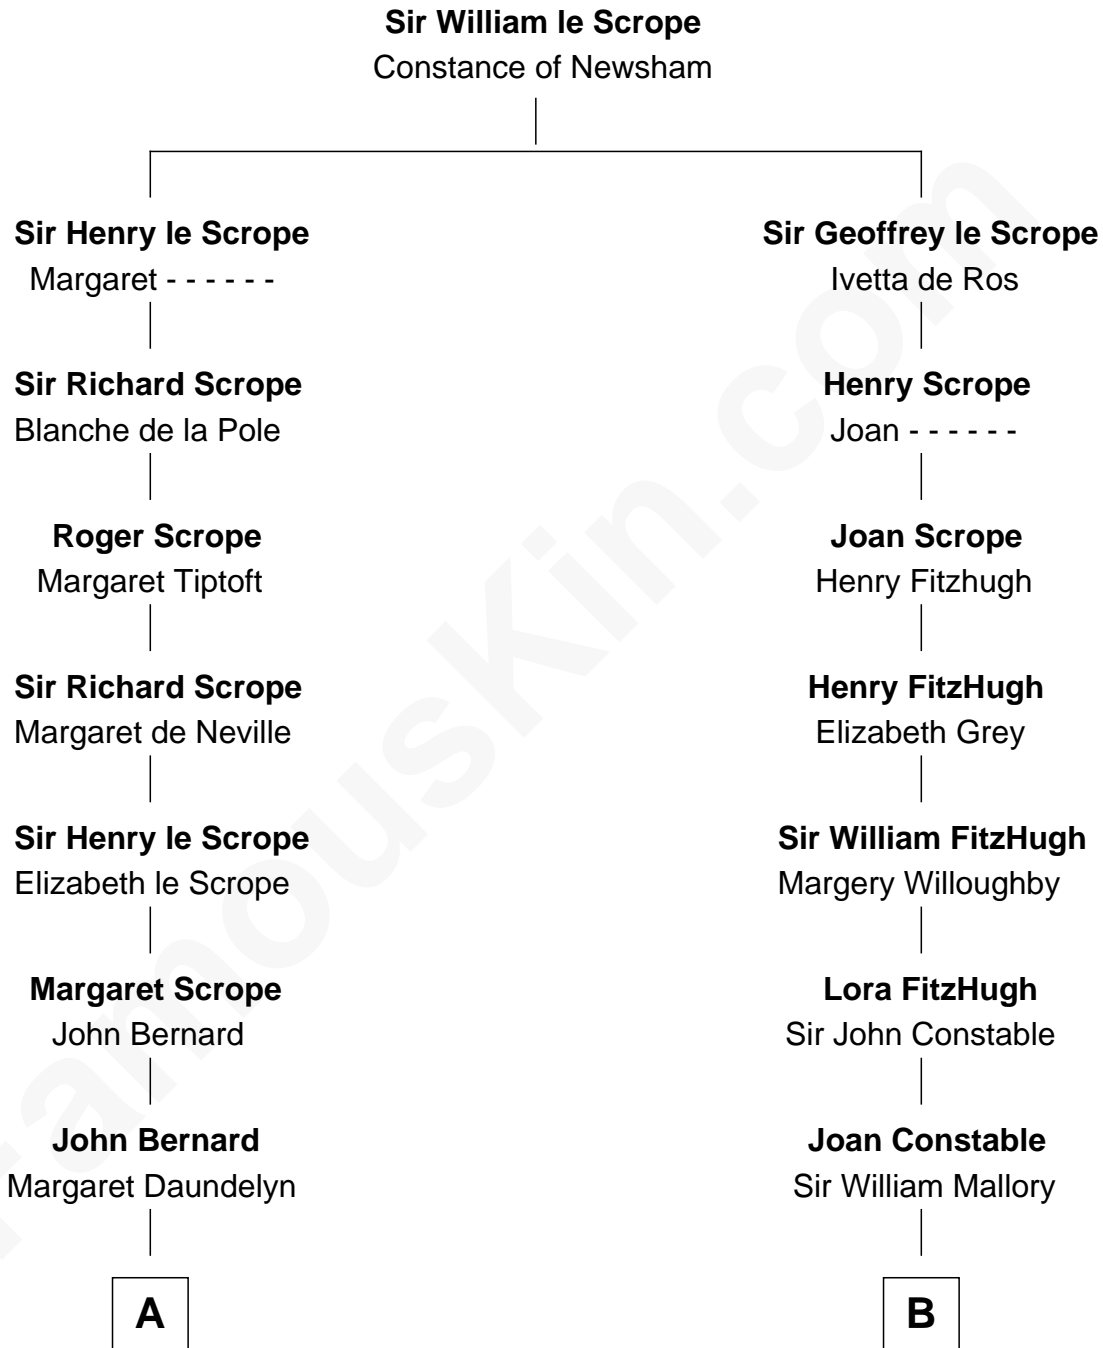 Sir William le Scrope
Constance of Newsham
Sir Henry le Scrope
Margaret - - - - - -
Sir Geoffrey le Scrope
Ivetta de Ros
Sir Richard Scrope
Blanche de la Pole
Henry Scrope
Joan - - - - - -
Roger Scrope
Margaret Tiptoft
Joan Scrope
Henry Fitzhugh
Sir Richard Scrope
Margaret de Neville
Henry FitzHugh
Elizabeth Grey
Sir Henry le Scrope
Elizabeth le Scrope
Sir William FitzHugh
Margery Willoughby
Margaret Scrope
John Bernard
Lora FitzHugh
Sir John Constable
John Bernard
Margaret Daundelyn
Joan Constable
Sir William Mallory
A
B
FamousKin.com